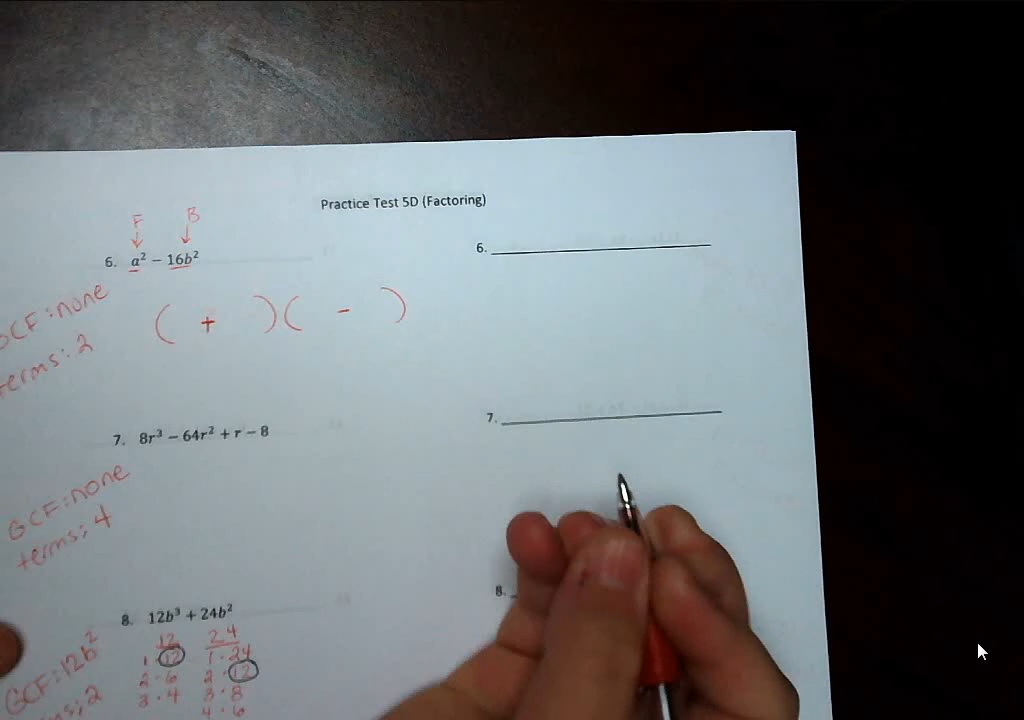 Practice Test 5D (Factoring)
F B
6. a² − 16b²
6.
GCF: none
( + )( - )
terms: 2
7. 8r³ − 64r² + r − 8
7.
GCF: none
terms: 4
8. 12b³ + 24b²
8.
GCF: 12b²
12 24
1 · 12 1 · 24
2 · 6 2 · 12
3 · 4 3 · 8
4 · 6